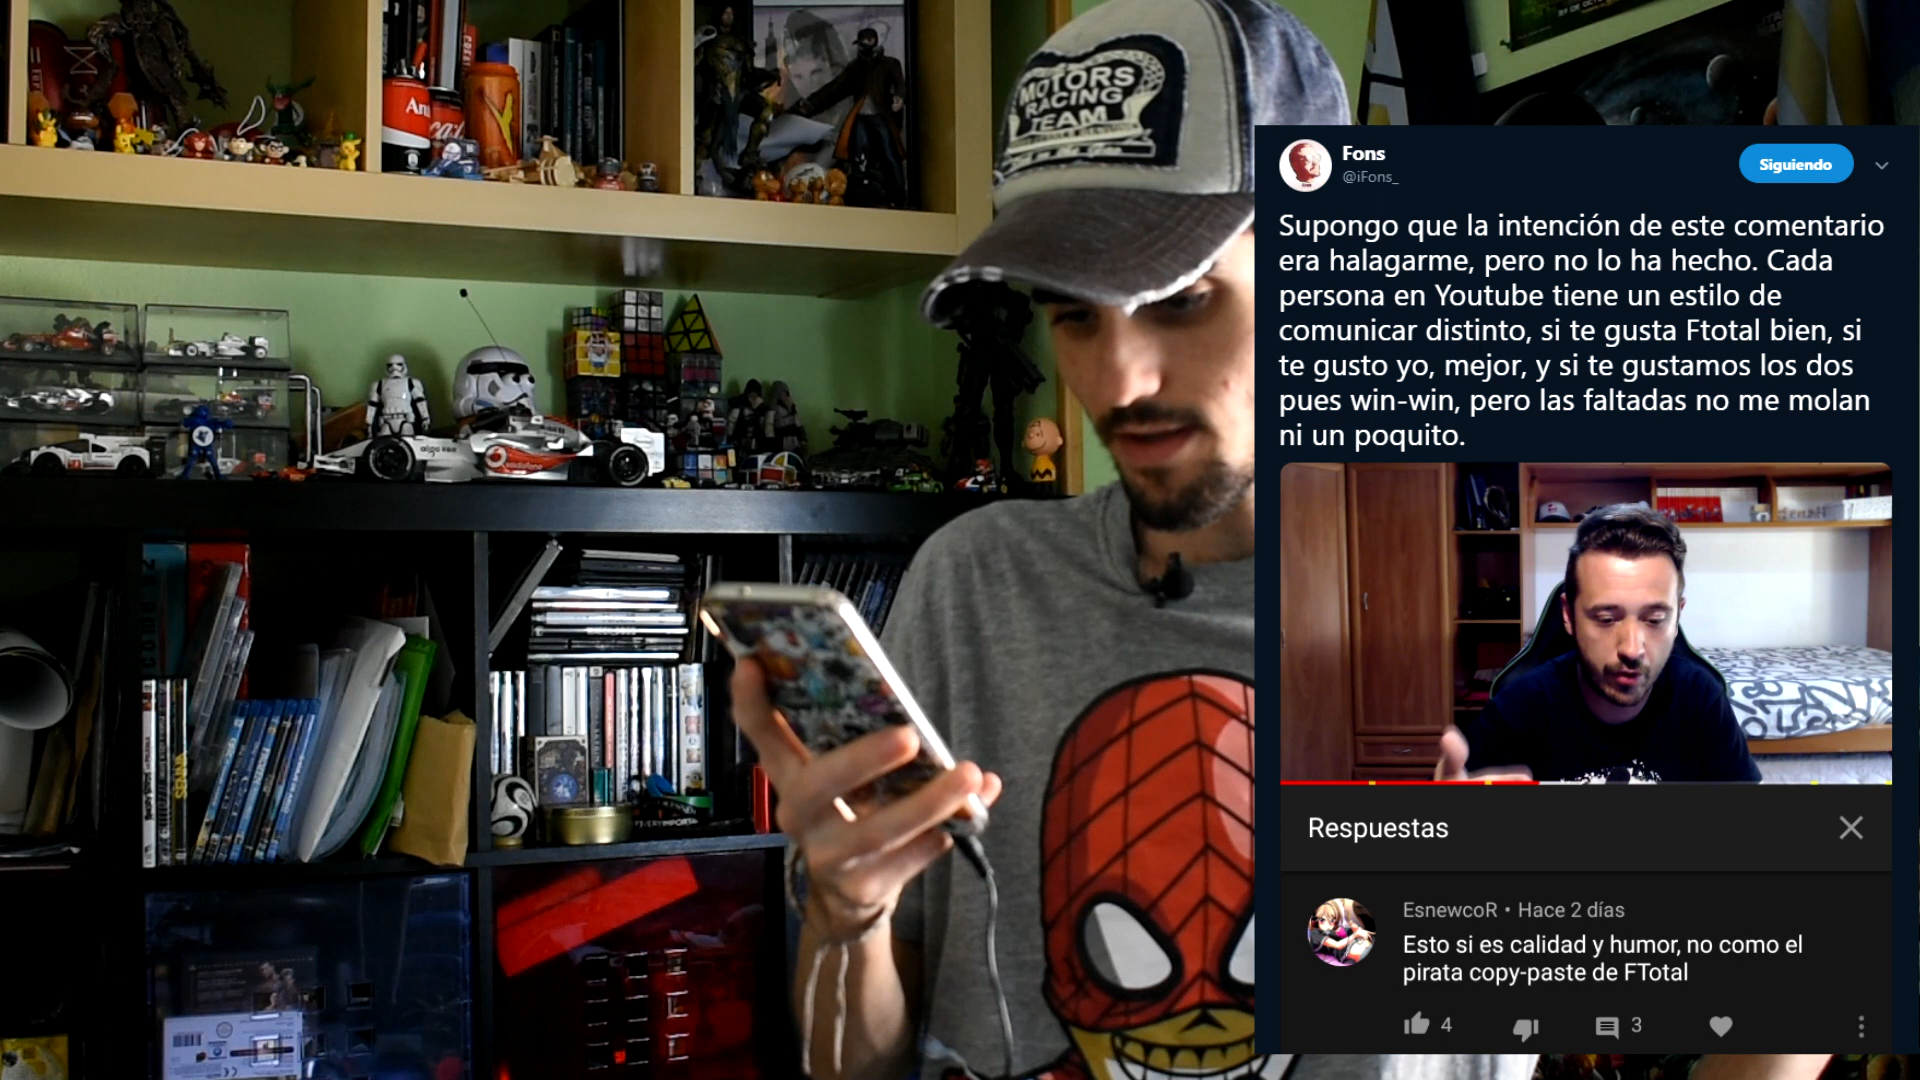 MOTORS
RACING
TEAM
Fons
@iFons_
Siguiendo
Supongo que la intención de este comentario
era halagarme, pero no lo ha hecho. Cada
persona en Youtube tiene un estilo de
comunicar distinto, si te gusta Ftotal bien, si
te gusto yo, mejor, y si te gustamos los dos
pues win-win, pero las faltadas no me molan
ni un poquito.
vodafone
Respuestas
EsnewcoR • Hace 2 días
Esto si es calidad y humor, no como el
pirata copy-paste de FTotal
4
3